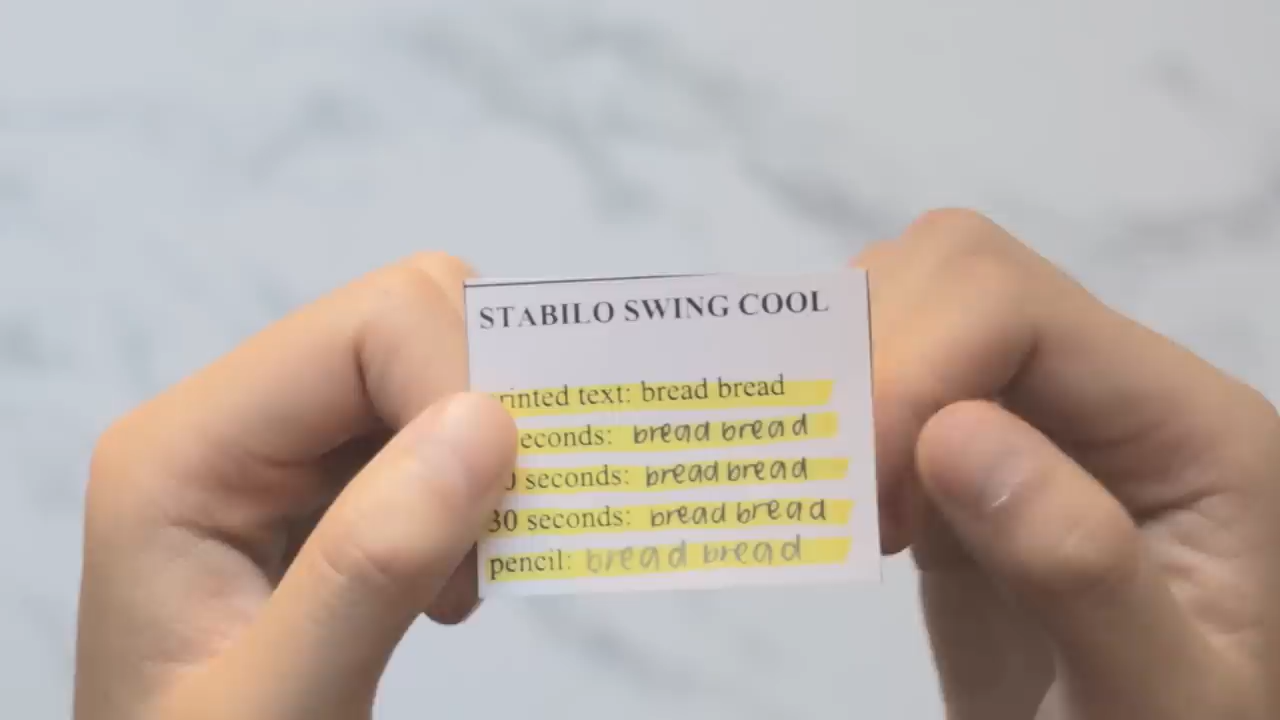 STABILO SWING COOL
rinted text: bread bread
econds: bread bread
0 seconds: bread bread
30 seconds: bread bread
pencil: bread bread